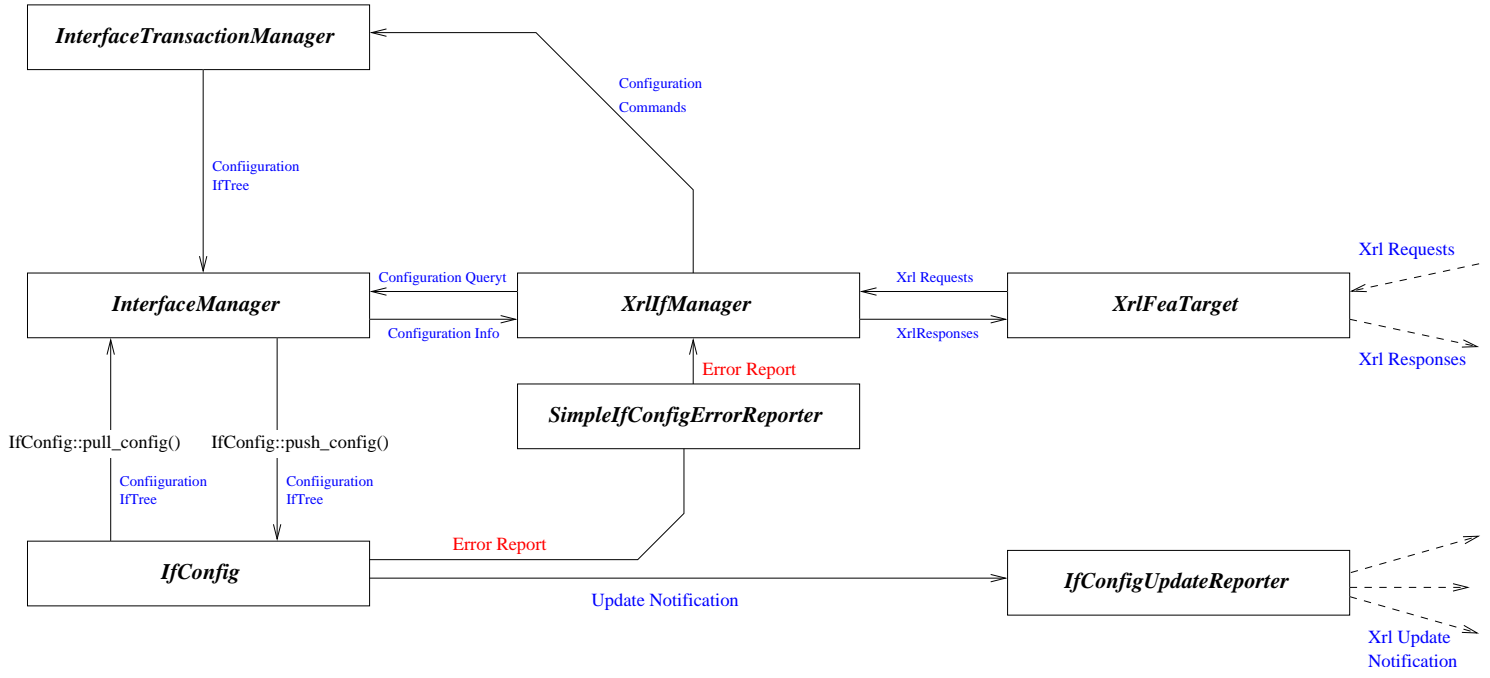 InterfaceTransactionManager
Configuration
Commands
Confiiguration
IfTree
Xrl Requests
Configuration Queryt
Xrl Requests
InterfaceManager
XrlIfManager
XrlFeaTarget
Configuration Info
XrlResponses
Xrl Responses
Error Report
SimpleIfConfigErrorReporter
IfConfig::pull_config()
IfConfig::push_config()
Confiiguration
IfTree
Confiiguration
IfTree
Error Report
IfConfig
IfConfigUpdateReporter
Update Notification
Xrl Update
Notification